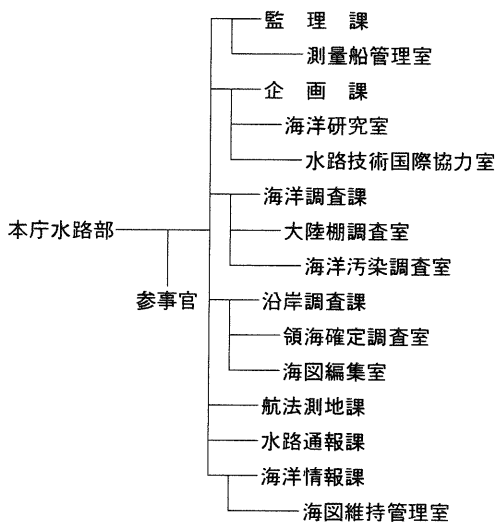 監理課
測量船管理室
企画課
海洋研究室
水路技術国際協力室
海洋調査課
本庁水路部
大陸棚調査室
海洋汚染調査室
参事官
沿岸調査課
領海確定調査室
海図編集室
航法測地課
水路通報課
海洋情報課
海図維持管理室